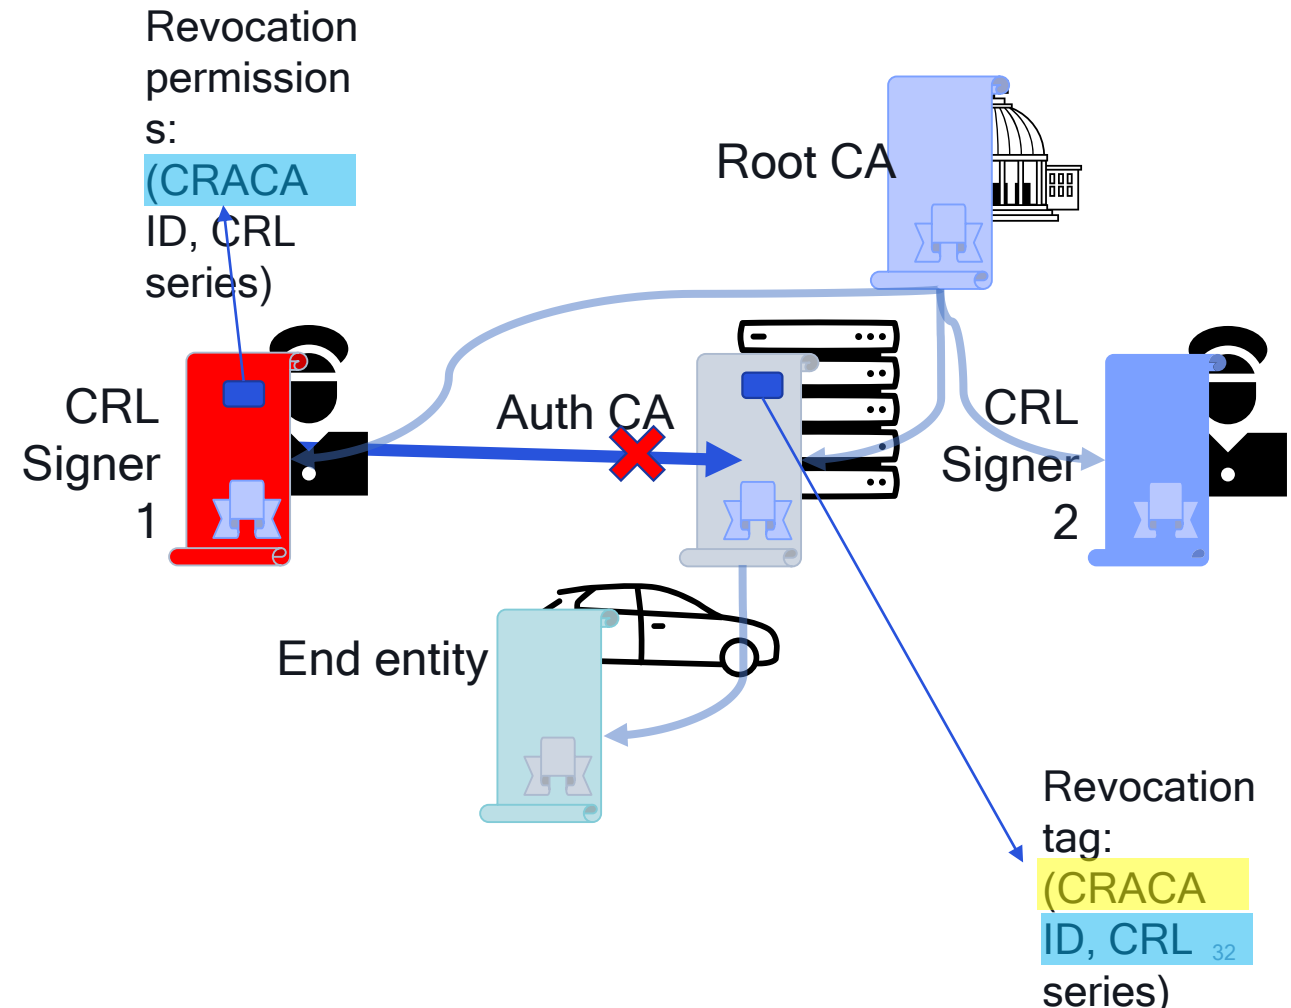 Revocation
permission
s:
(CRACA
ID, CRL
series)
Root CA
CRL
Signer
1
Auth CA
CRL
Signer
2
End entity
Revocation
tag:
(CRACA
ID, CRL
32
series)